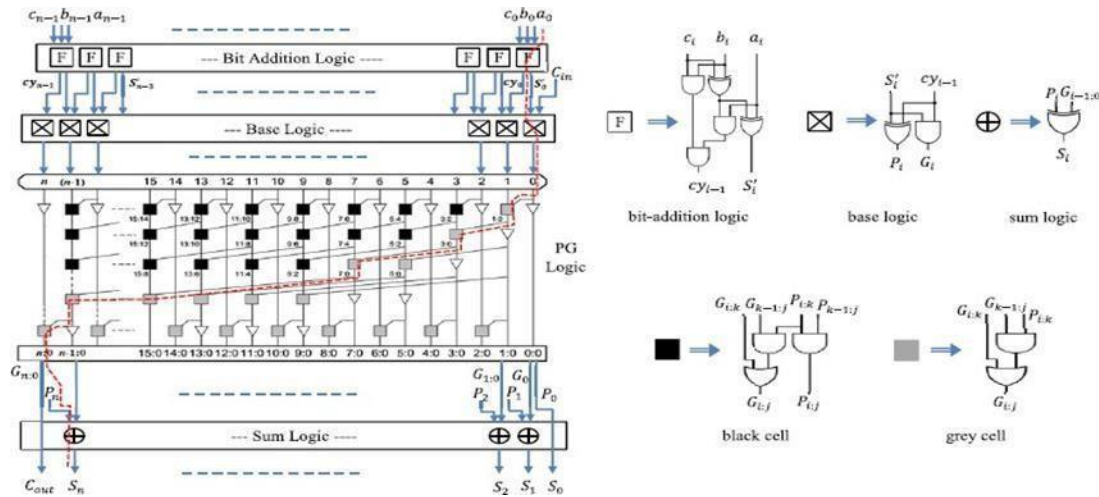 c_{n-1} b_{n-1} a_{n-1} c_0 b_0 a_0
F F F --- Bit Addition Logic --- F F F
cy_{n-1} S'_{n-1} cy_0 S'_0 C_{in}
--- Base Logic ---
n (n-1) 15 14 13 12 11 10 9 8 7 6 5 4 3 2 1 0
15:14 13:12 11:10 9:8 7:6 5:4 3:2 1:0
15:12 13:10 11:8 9:6 7:4 5:2 3:0
15:8 13:6 11:4 9:2 7:0 5:0
PG
Logic
n:0 n-1:0 15:0 14:0 13:0 12:0 11:0 10:0 9:0 8:0 7:0 6:0 5:0 4:0 3:0 2:0 1:0 0:0
G_{n:0} G_{1:0} G_0
P_n P_2 P_1 P_0
--- Sum Logic ---
C_{out} S_n S_2 S_1 S_0
c_i b_i a_i
F
cy_{i-1} S'_i
bit-addition logic
S'_i cy_{i-1}
P_i G_i
base logic
P_i G_{i-1:0}
S_i
sum logic
G_{i:k} G_{k-1:j} P_{i:k} P_{k-1:j}
G_{i:j} P_{i:j}
black cell
G_{i:k} G_{k-1:j} P_{i:k}
G_{i:j}
grey cell